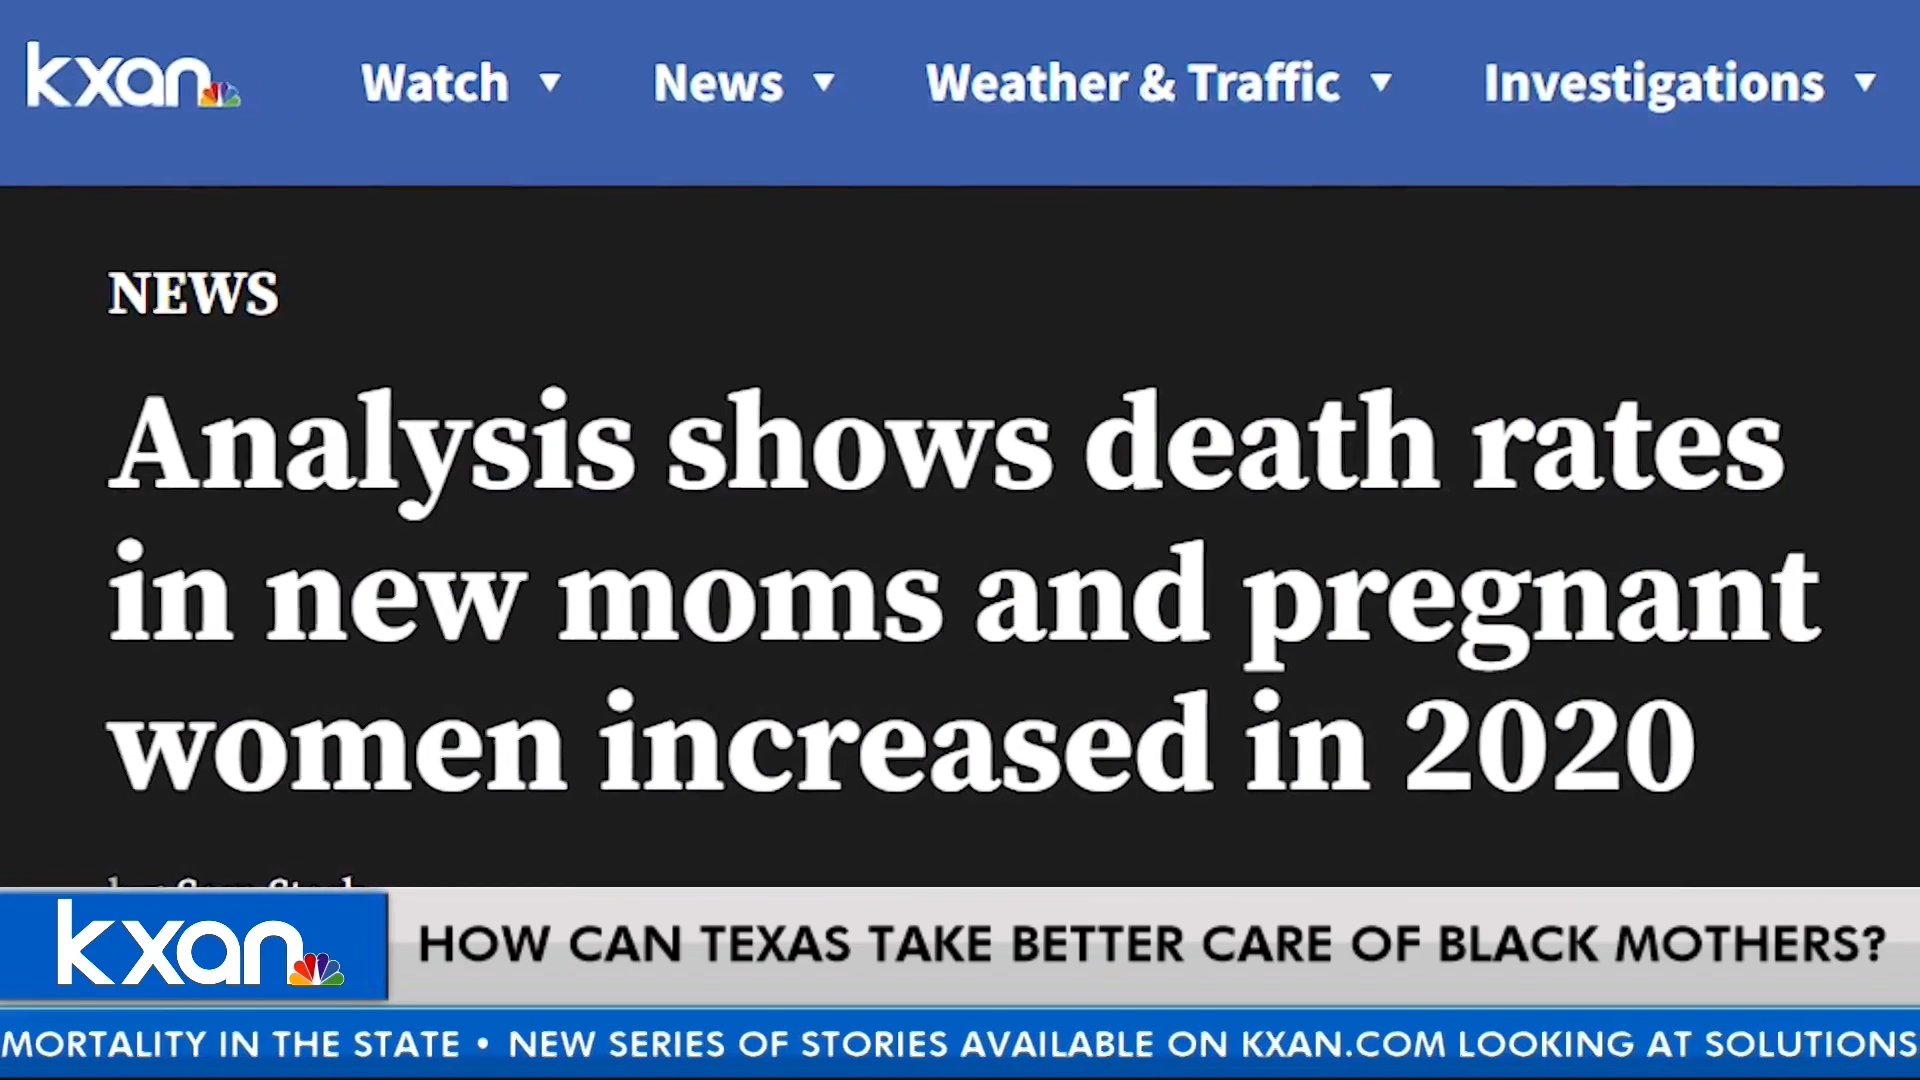 kxan Watch News Weather & Traffic Investigations
NEWS
Analysis shows death rates
in new moms and pregnant
women increased in 2020
kxan HOW CAN TEXAS TAKE BETTER CARE OF BLACK MOTHERS?
MORTALITY IN THE STATE • NEW SERIES OF STORIES AVAILABLE ON KXAN.COM LOOKING AT SOLUTIONS